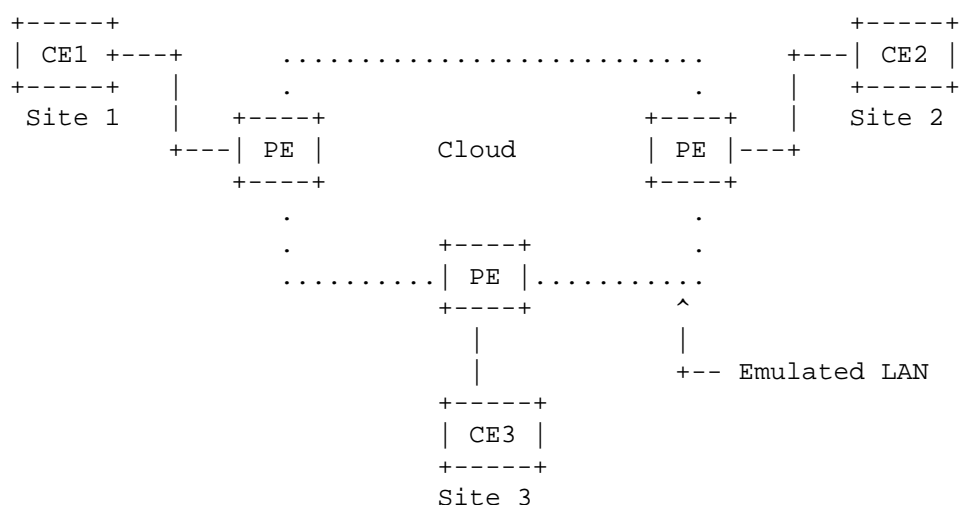 +-----+                                              +-----+
| CE1 +---+      ...........................     +---| CE2 |
+-----+   |      .                         .     |   +-----+
 Site 1   |   +----+                    +----+   |   Site 2
          +---| PE |       Cloud        | PE |---+
              +----+                    +----+
                 .                         .
                 .         +----+          .
                 ..........| PE |...........
                           +----+         ^
                             |            |
                             |            +-- Emulated LAN
                           +-----+
                           | CE3 |
                           +-----+
                           Site 3